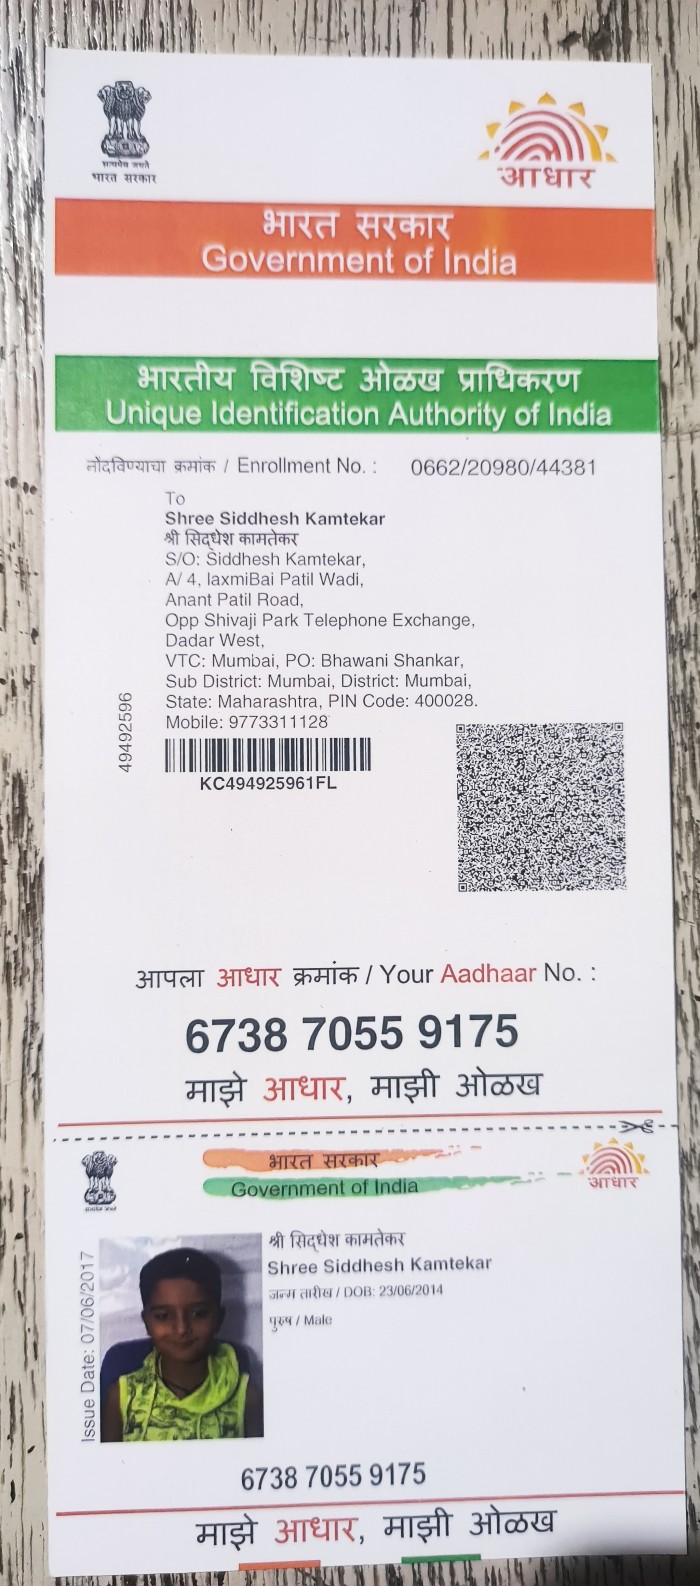 सत्यमेव जयते
भारत सरकार
आधार
भारत सरकार
Government of India
भारतीय विशिष्ट ओळख प्राधिकरण
Unique Identification Authority of India
नोंदविण्याचा क्रमांक / Enrollment No. : 0662/20980/44381
To
Shree Siddhesh Kamtekar
श्री सिद्धेश कामतेकर
S/O: Siddhesh Kamtekar,
A/ 4, laxmiBai Patil Wadi,
Anant Patil Road,
Opp Shivaji Park Telephone Exchange,
Dadar West,
VTC: Mumbai, PO: Bhawani Shankar,
Sub District: Mumbai, District: Mumbai,
State: Maharashtra, PIN Code: 400028.
Mobile: 9773311128
49492596
KC494925961FL
आपला आधार क्रमांक / Your Aadhaar No. :
6738 7055 9175
माझे आधार, माझी ओळख
भारत सरकार
Government of India
आधार
Issue Date: 07/06/2017
श्री सिद्धेश कामतेकर
Shree Siddhesh Kamtekar
जन्म तारीख / DOB: 23/06/2014
पुरुष / Male
6738 7055 9175
माझे आधार, माझी ओळख